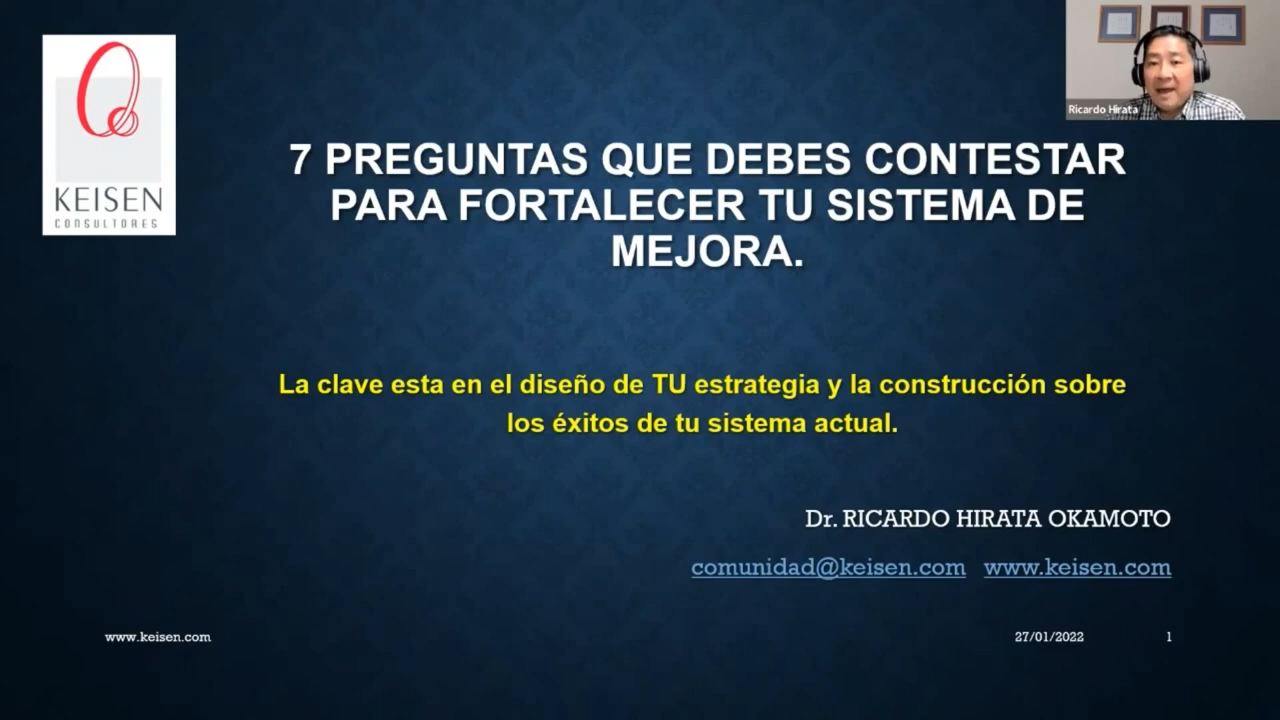 KEISEN
CONSULTORES
Ricardo Hirata
7 PREGUNTAS QUE DEBES CONTESTAR
PARA FORTALECER TU SISTEMA DE
MEJORA.
La clave esta en el diseño de TU estrategia y la construcción sobre
los éxitos de tu sistema actual.
Dr. RICARDO HIRATA OKAMOTO
comunidad@keisen.com www.keisen.com
www.keisen.com 27/01/2022 1